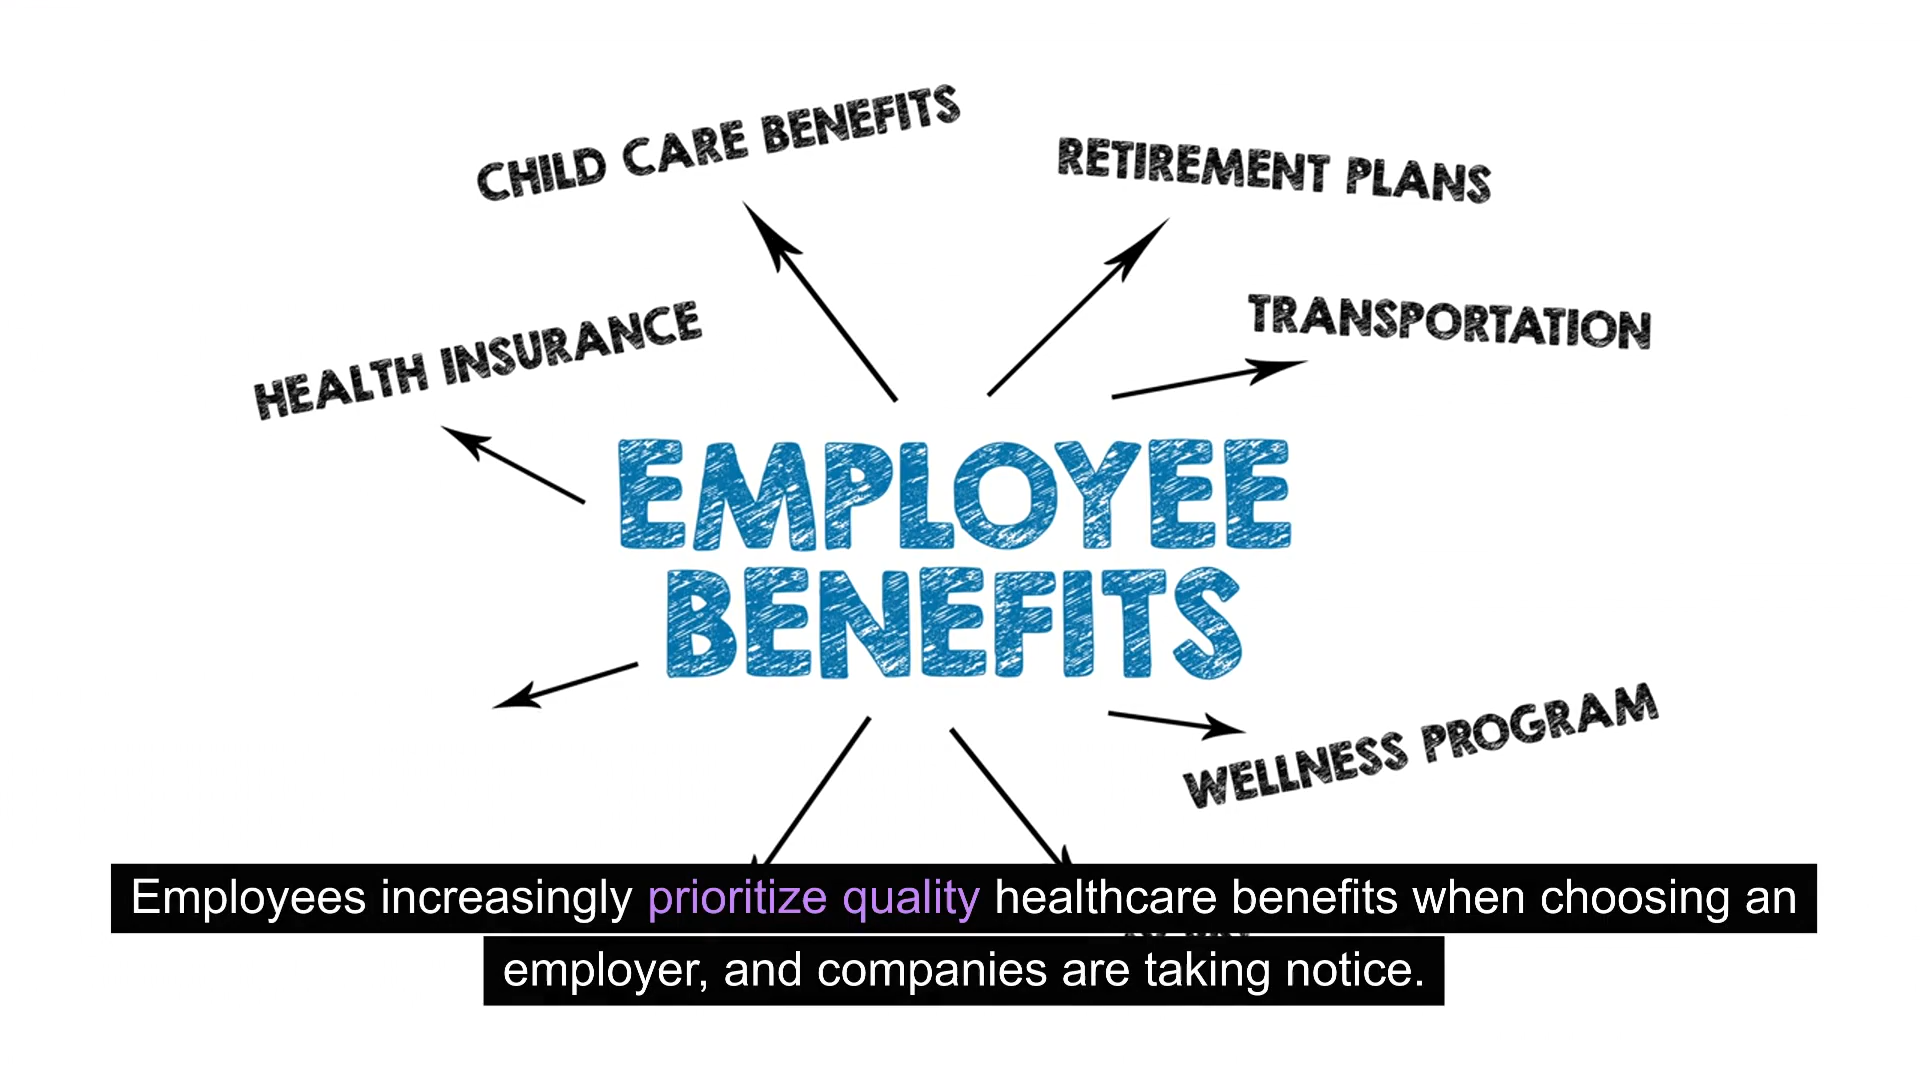 CHILD CARE BENEFITS
RETIREMENT PLANS
HEALTH INSURANCE
TRANSPORTATION
EMPLOYEE
BENEFITS
WELLNESS PROGRAM
Employees increasingly prioritize quality healthcare benefits when choosing an
employer, and companies are taking notice.